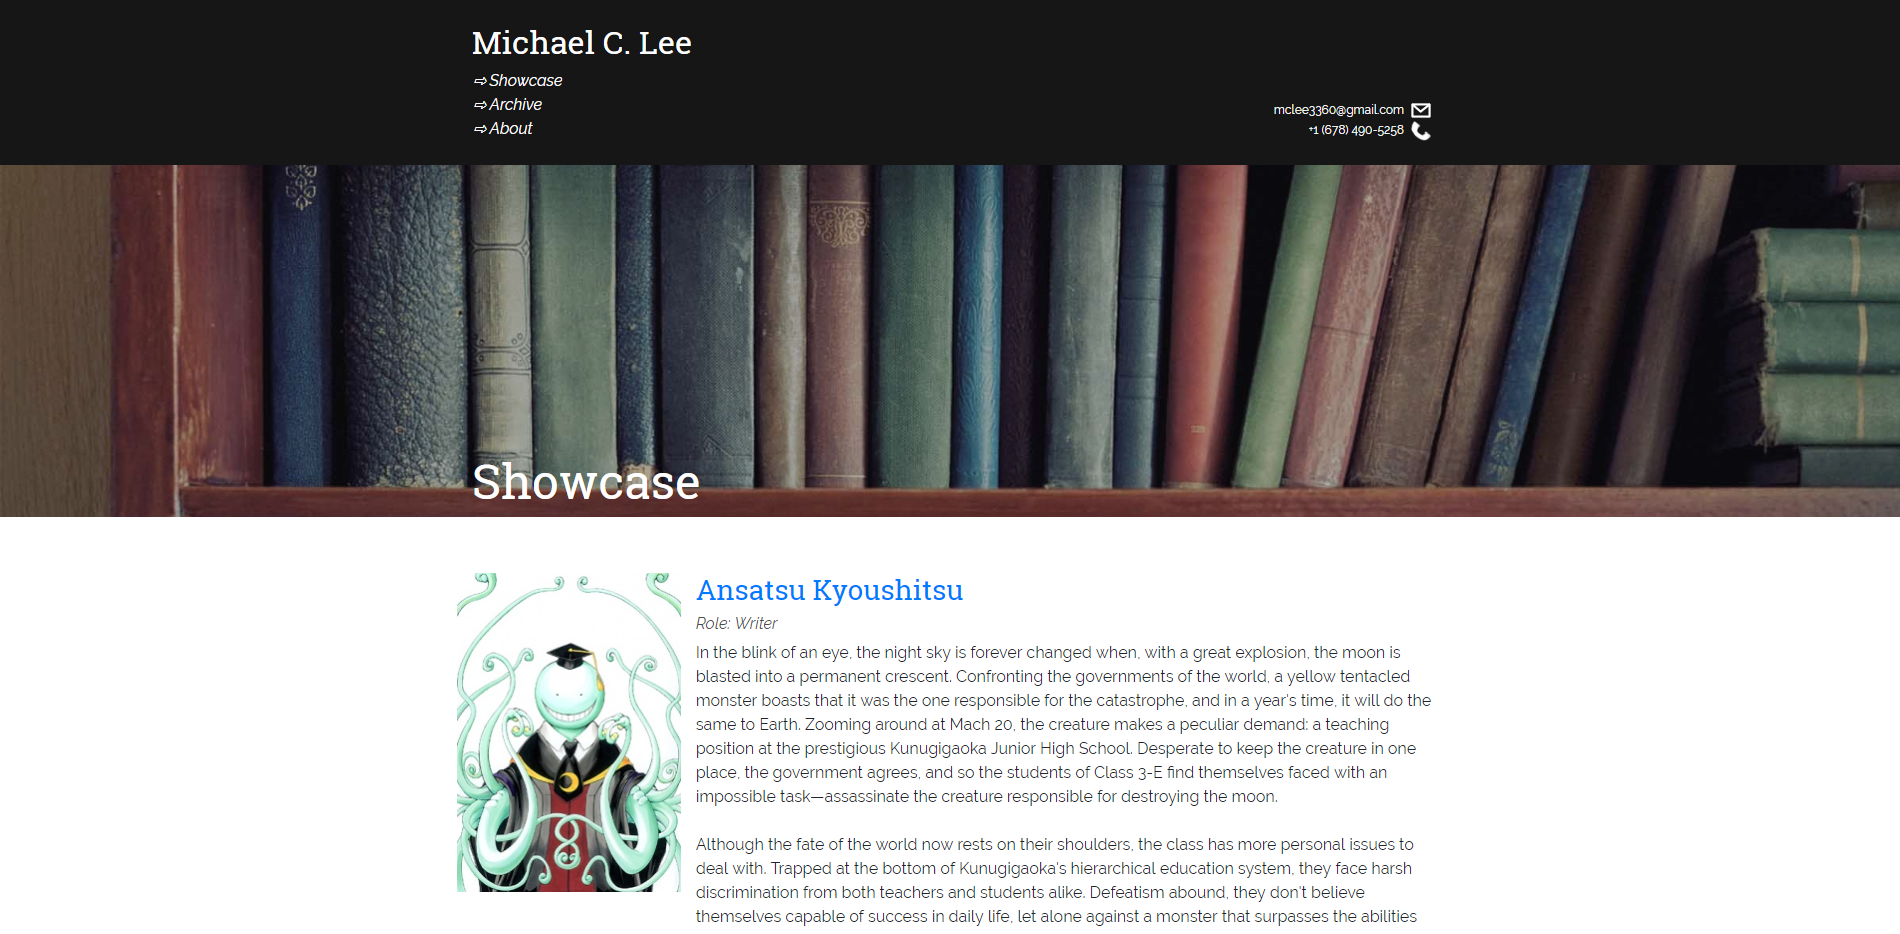 Michael C. Lee
⇨ Showcase
⇨ Archive
⇨ About
mclee3360@gmail.com
+1 (678) 490-5258
Showcase
Ansatsu Kyoushitsu
Role: Writer
In the blink of an eye, the night sky is forever changed when, with a great explosion, the moon is
blasted into a permanent crescent. Confronting the governments of the world, a yellow tentacled
monster boasts that it was the one responsible for the catastrophe, and in a year's time, it will do the
same to Earth. Zooming around at Mach 20, the creature makes a peculiar demand: a teaching
position at the prestigious Kunugigaoka Junior High School. Desperate to keep the creature in one
place, the government agrees, and so the students of Class 3-E find themselves faced with an
impossible task—assassinate the creature responsible for destroying the moon.
Although the fate of the world now rests on their shoulders, the class has more personal issues to
deal with. Trapped at the bottom of Kunugigaoka's hierarchical education system, they face harsh
discrimination from both teachers and students alike. Defeatism abound, they don't believe
themselves capable of success in daily life, let alone against a monster that surpasses the abilities